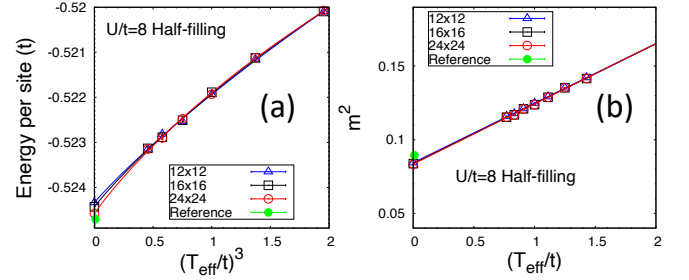 -0.52
-0.521
-0.522
-0.523
-0.524
Energy per site (t)
U/t=8 Half-filling
(a)
12x12
16x16
24x24
Reference
0 0.5 1 1.5 2
(T_eff/t)^3
0.15
0.1
0.05
m^2
12x12
16x16
24x24
Reference
(b)
U/t=8 Half-filling
0 0.5 1 1.5 2
(T_eff/t)